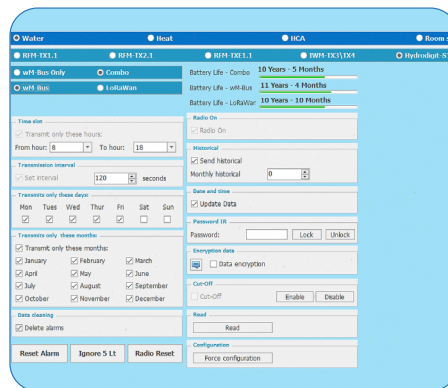 Water Heat HCA Room s
RFM-TX1.1 RFM-TX2.1 RFM-TXE1.1 IWM-TX3\TX4 Hydrodigit-S1
wM-Bus Only Combo
wM-Bus LoRaWan
Battery Life - Combo 10 Years - 5 Months
Battery Life - wM-Bus 11 Years - 4 Months
Battery Life - LoRaWan 10 Years - 10 Months
Time slot
Transmit only these hours:
From hour: 8 To hour: 18
Transmission interval
Set interval 120 seconds
Transmits only these days:
Mon Tues Wed Thur Fri Sat Sun
Transmits only these months:
Transmit only these months:
January February March
April May June
July August September
October November December
Data cleaning
Delete alarms
Reset Alarm Ignore 5 Lt Radio Reset
Radio On
Radio On
Historical
Send historical
Monthly historical 0
Date and time
Update Data
Password IR
Password: Lock Unlock
Encryption data
Data encryption
Cut-Off
Cut-Off Enable Disable
Read
Read
Configuration
Force configuration